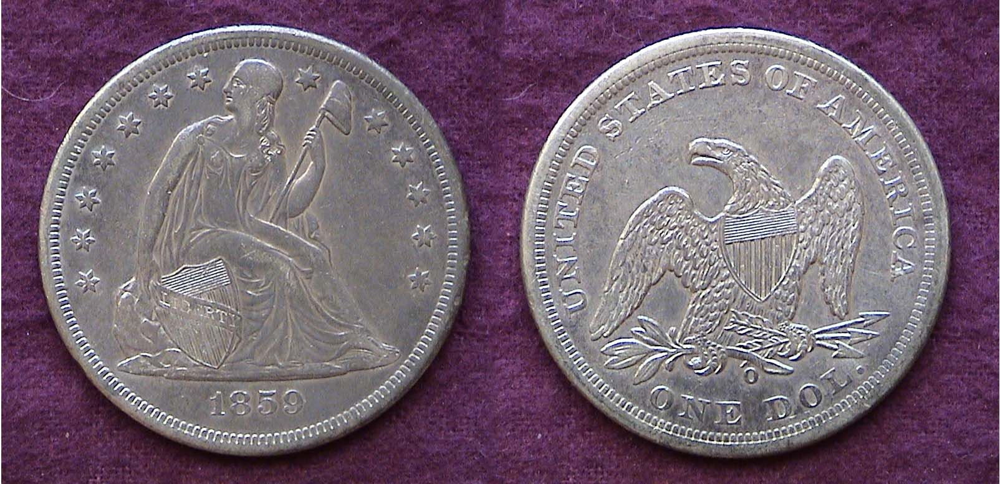 LIBERTY
1859
UNITED STATES OF AMERICA
O
ONE DOL.